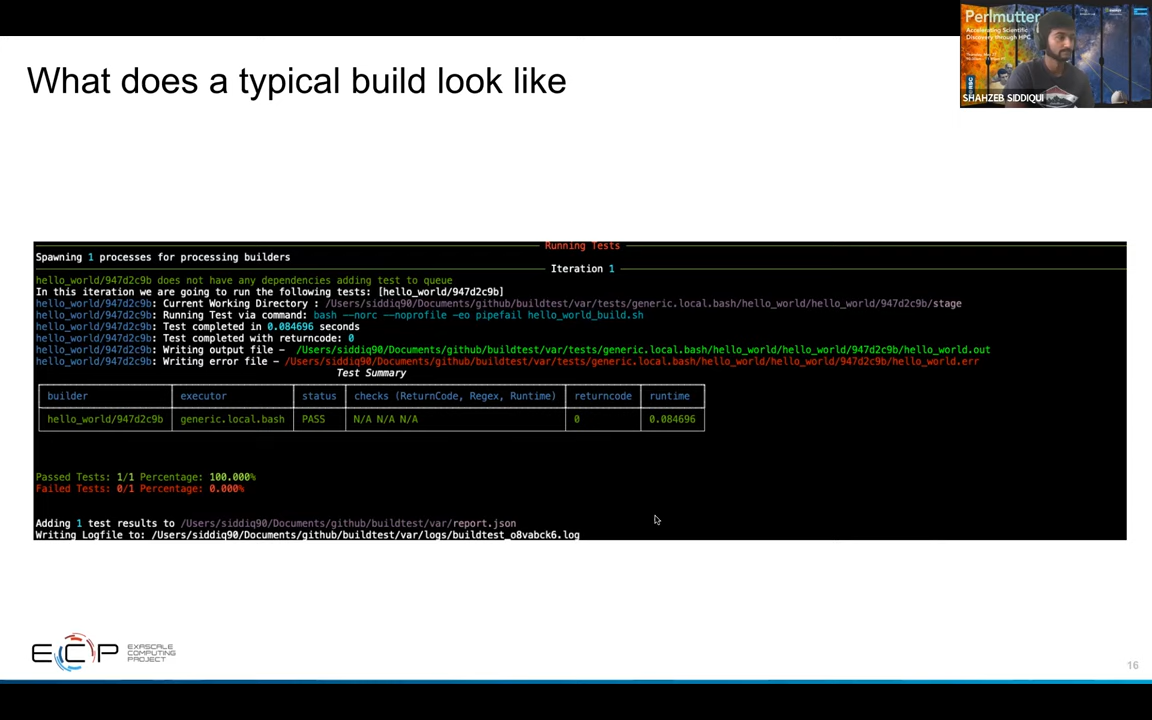 What does a typical build look like
Perlmutter
Accelerating Scientific
Discovery through HPC
SHAHZEB SIDDIQUI
Running Tests
Spawning 1 processes for processing builders
Iteration 1
hello_world/947d2c9b does not have any dependencies adding test to queue
In this iteration we are going to run the following tests: [hello_world/947d2c9b]
hello_world/947d2c9b: Current Working Directory : /Users/siddiq90/Documents/github/buildtest/var/tests/generic.local.bash/hello_world/hello_world/947d2c9b/stage
hello_world/947d2c9b: Running Test via command: bash --norc --noprofile -eo pipefail hello_world_build.sh
hello_world/947d2c9b: Test completed in 0.084696 seconds
hello_world/947d2c9b: Test completed with returncode: 0
hello_world/947d2c9b: Writing output file - /Users/siddiq90/Documents/github/buildtest/var/tests/generic.local.bash/hello_world/hello_world/947d2c9b/hello_world.out
hello_world/947d2c9b: Writing error file - /Users/siddiq90/Documents/github/buildtest/var/tests/generic.local.bash/hello_world/hello_world/947d2c9b/hello_world.err
Test Summary
builder executor status checks (ReturnCode, Regex, Runtime) returncode runtime
hello_world/947d2c9b generic.local.bash PASS N/A N/A N/A 0 0.084696
Passed Tests: 1/1 Percentage: 100.000%
Failed Tests: 0/1 Percentage: 0.000%
Adding 1 test results to /Users/siddiq90/Documents/github/buildtest/var/report.json
Writing Logfile to: /Users/siddiq90/Documents/github/buildtest/var/logs/buildtest_o8vabck6.log
ECP
EXASCALE
COMPUTING
PROJECT
16